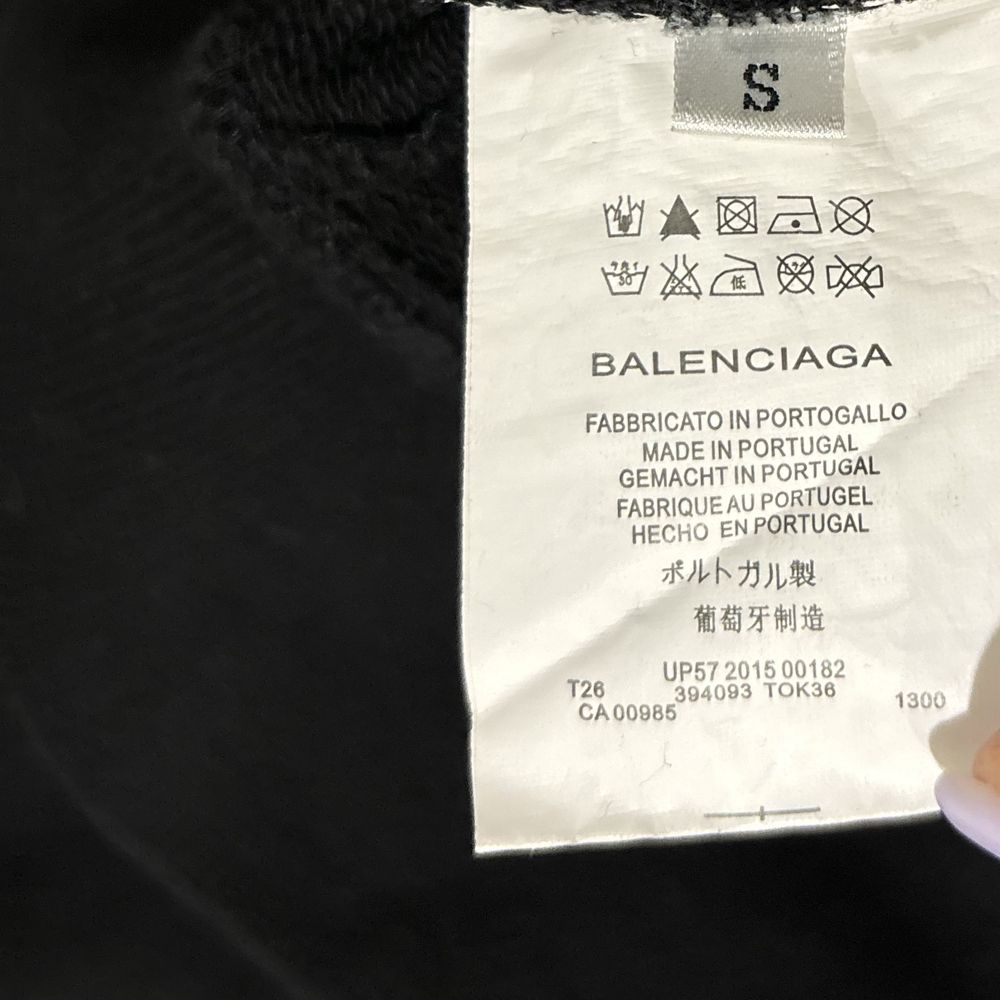 S
30
低
BALENCIAGA
FABBRICATO IN PORTOGALLO
MADE IN PORTUGAL
GEMACHT IN PORTUGAL
FABRIQUE AU PORTUGEL
HECHO EN PORTUGAL
ポルトガル製
葡萄牙制造
UP57 2015 00182
T26 394093 TOK36 1300
CA 00985